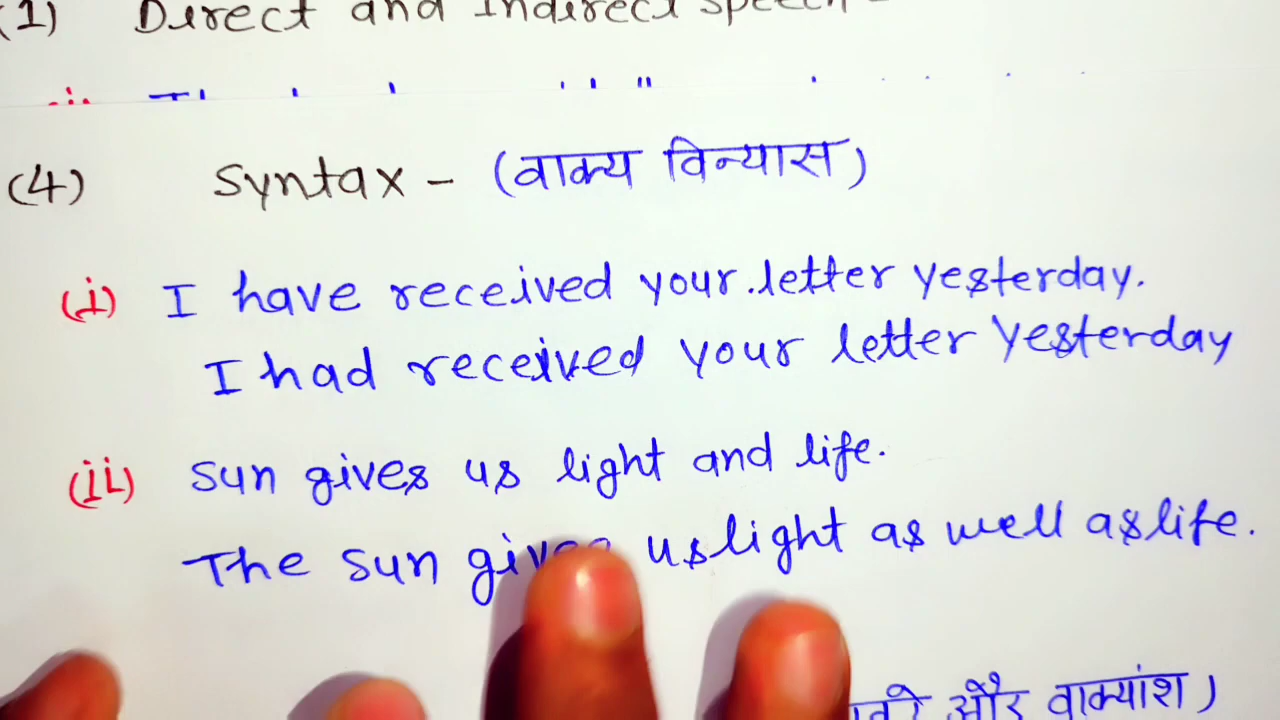 (1) Direct and Indirect speech -
(4) Syntax - (वाक्य विन्यास)
(i) I have received your letter yesterday.
I had received your letter Yesterday
(ii) Sun gives us light and life.
The Sun gives us light as well as life.
और वाक्यांश)